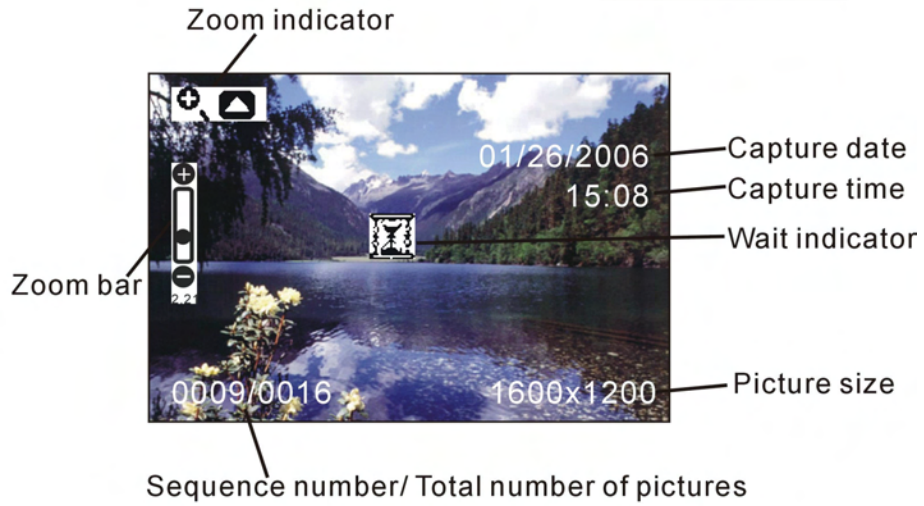 Zoom indicator
01/26/2006
Capture date
15:08
Capture time
Wait indicator
Zoom bar
2.21
0009/0016
1600x1200
Picture size
Sequence number/ Total number of pictures